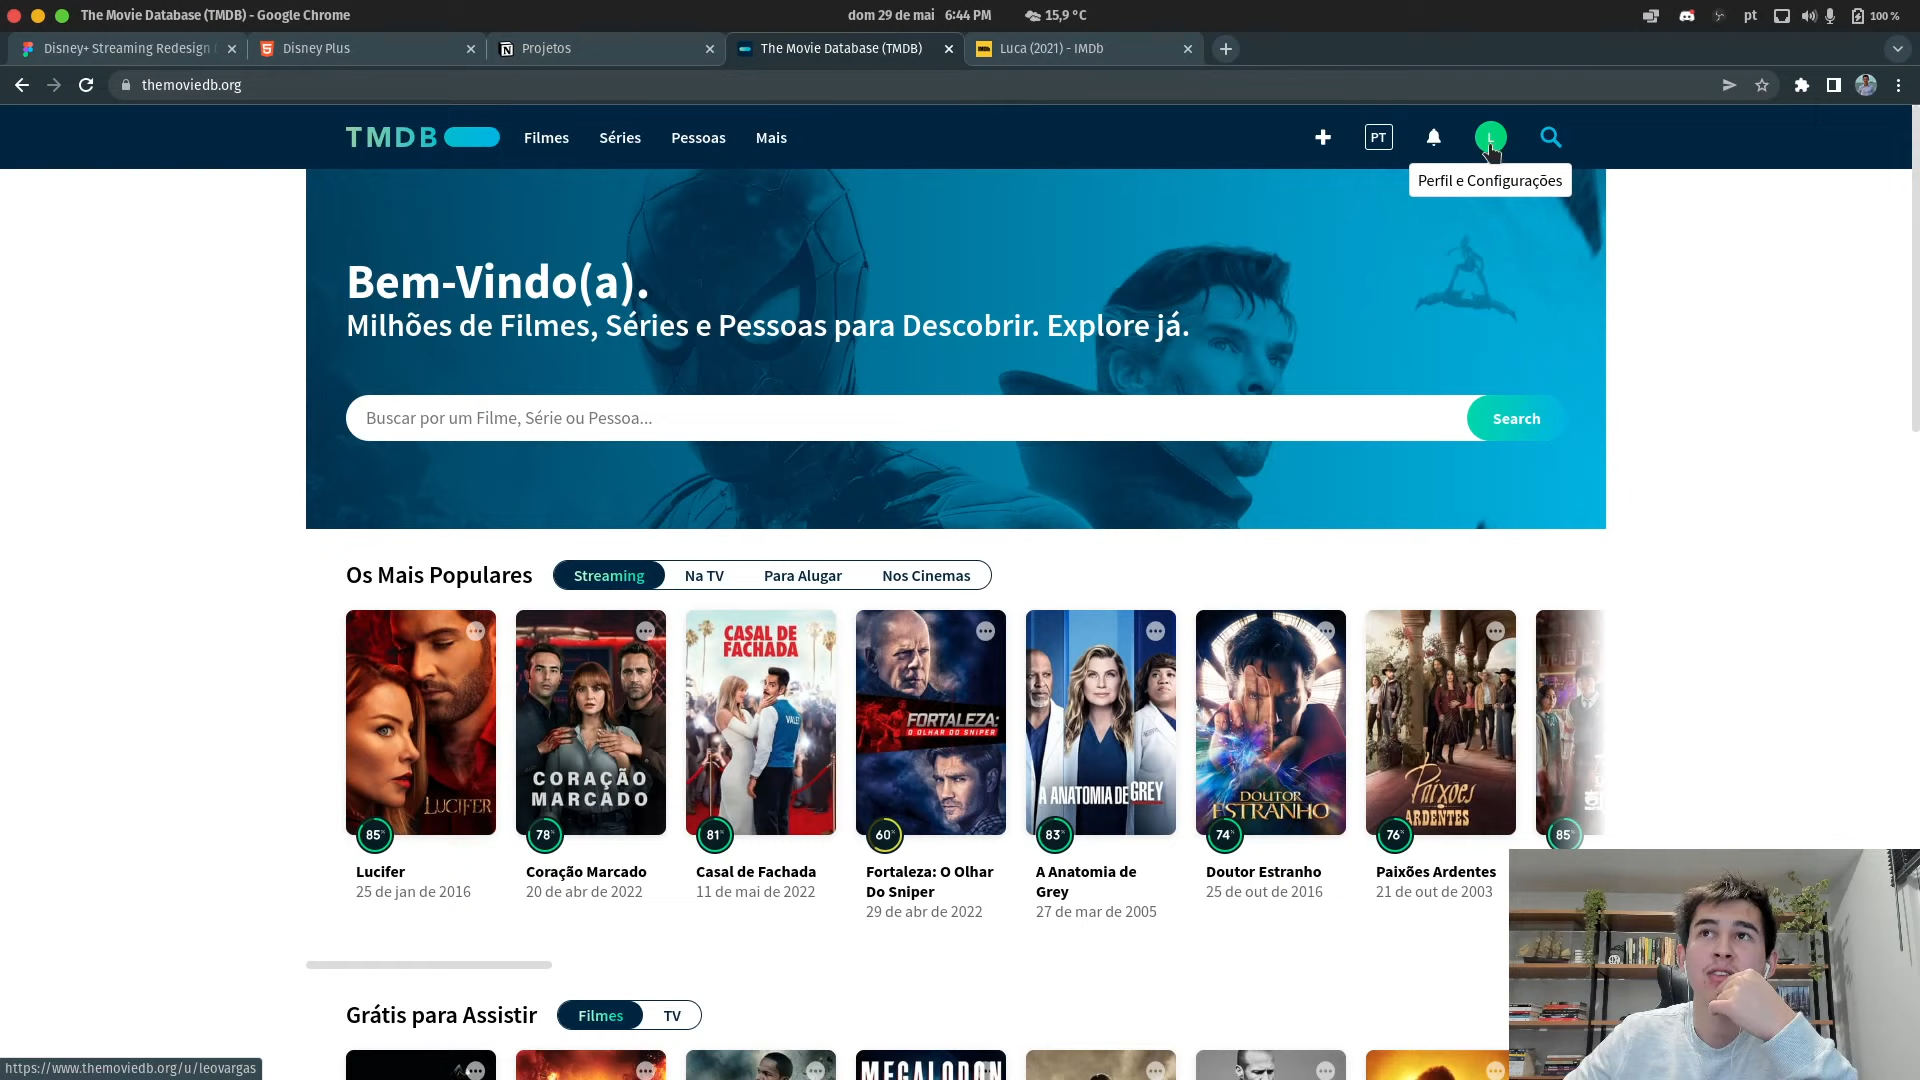 The Movie Database (TMDB) - Google Chrome
dom 29 de mai 6:44 PM
15,9 °C
pt
100 %
Disney+ Streaming Redesign (
Disney Plus
Projetos
The Movie Database (TMDB)
Luca (2021) - IMDb
themoviedb.org
TMDB
Filmes
Séries
Pessoas
Mais
PT
L
Perfil e Configurações
Bem-Vindo(a).
Milhões de Filmes, Séries e Pessoas para Descobrir. Explore já.
Buscar por um Filme, Série ou Pessoa...
Search
Os Mais Populares
Streaming
Na TV
Para Alugar
Nos Cinemas
LUCIFER
CORAÇÃO
MARCADO
CASAL DE
FACHADA
VALET
FORTALEZA:
O OLHAR DO SNIPER
A ANATOMIA DE GREY
DOUTOR
ESTRANHO
Paixões
ARDENTES
85%
78%
81%
60%
83%
74%
76%
85%
Lucifer
25 de jan de 2016
Coração Marcado
20 de abr de 2022
Casal de Fachada
11 de mai de 2022
Fortaleza: O Olhar
Do Sniper
29 de abr de 2022
A Anatomia de
Grey
27 de mar de 2005
Doutor Estranho
25 de out de 2016
Paixões Ardentes
21 de out de 2003
Grátis para Assistir
Filmes
TV
MEGALODON
https://www.themoviedb.org/u/leovargas